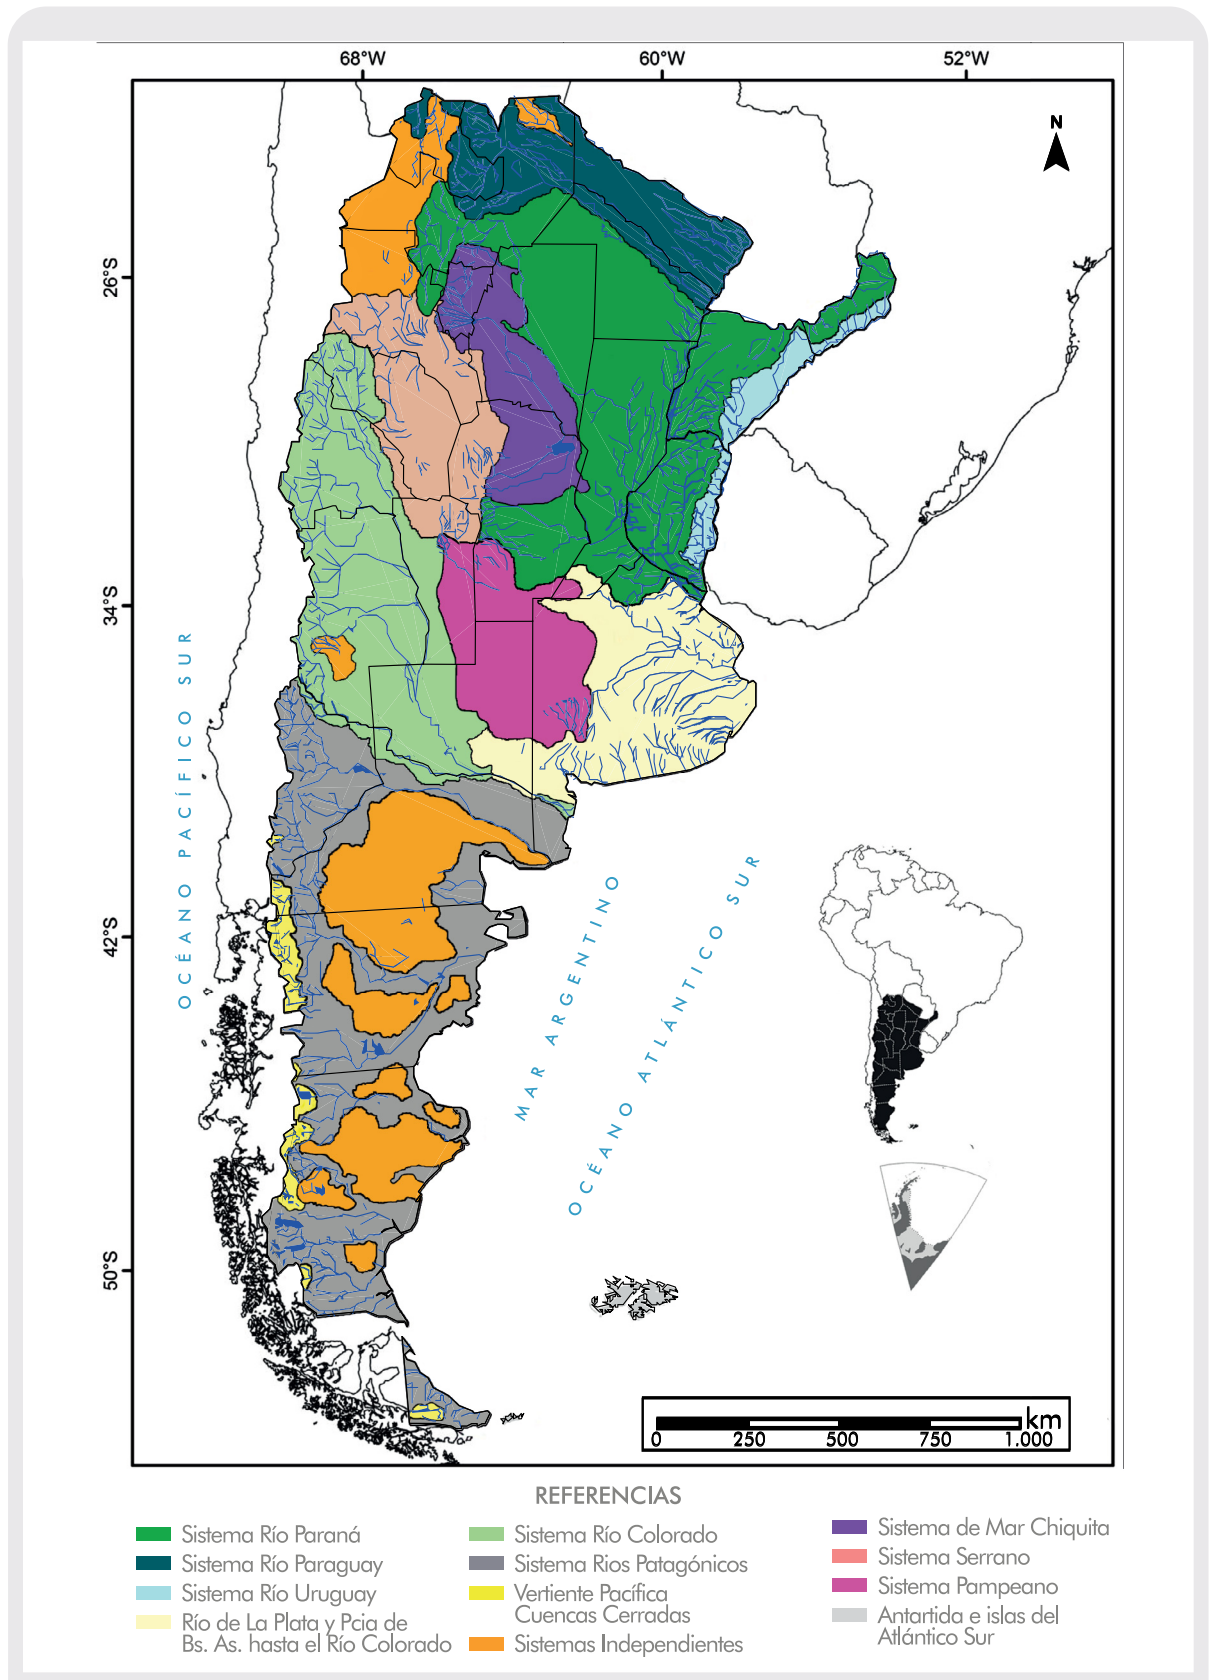 68°W
60°W
52°W
N
26°S
34°S
42°S
50°S
OCÉANO PACÍFICO SUR
MAR ARGENTINO
OCÉANO ATLÁNTICO SUR
km
0 250 500 750 1.000
REFERENCIAS
Sistema Río Paraná
Sistema Río Paraguay
Sistema Río Uruguay
Río de La Plata y Pcia de
Bs. As. hasta el Río Colorado
Sistema Río Colorado
Sistema Rios Patagónicos
Vertiente Pacífica
Cuencas Cerradas
Sistemas Independientes
Sistema de Mar Chiquita
Sistema Serrano
Sistema Pampeano
Antartida e islas del
Atlántico Sur